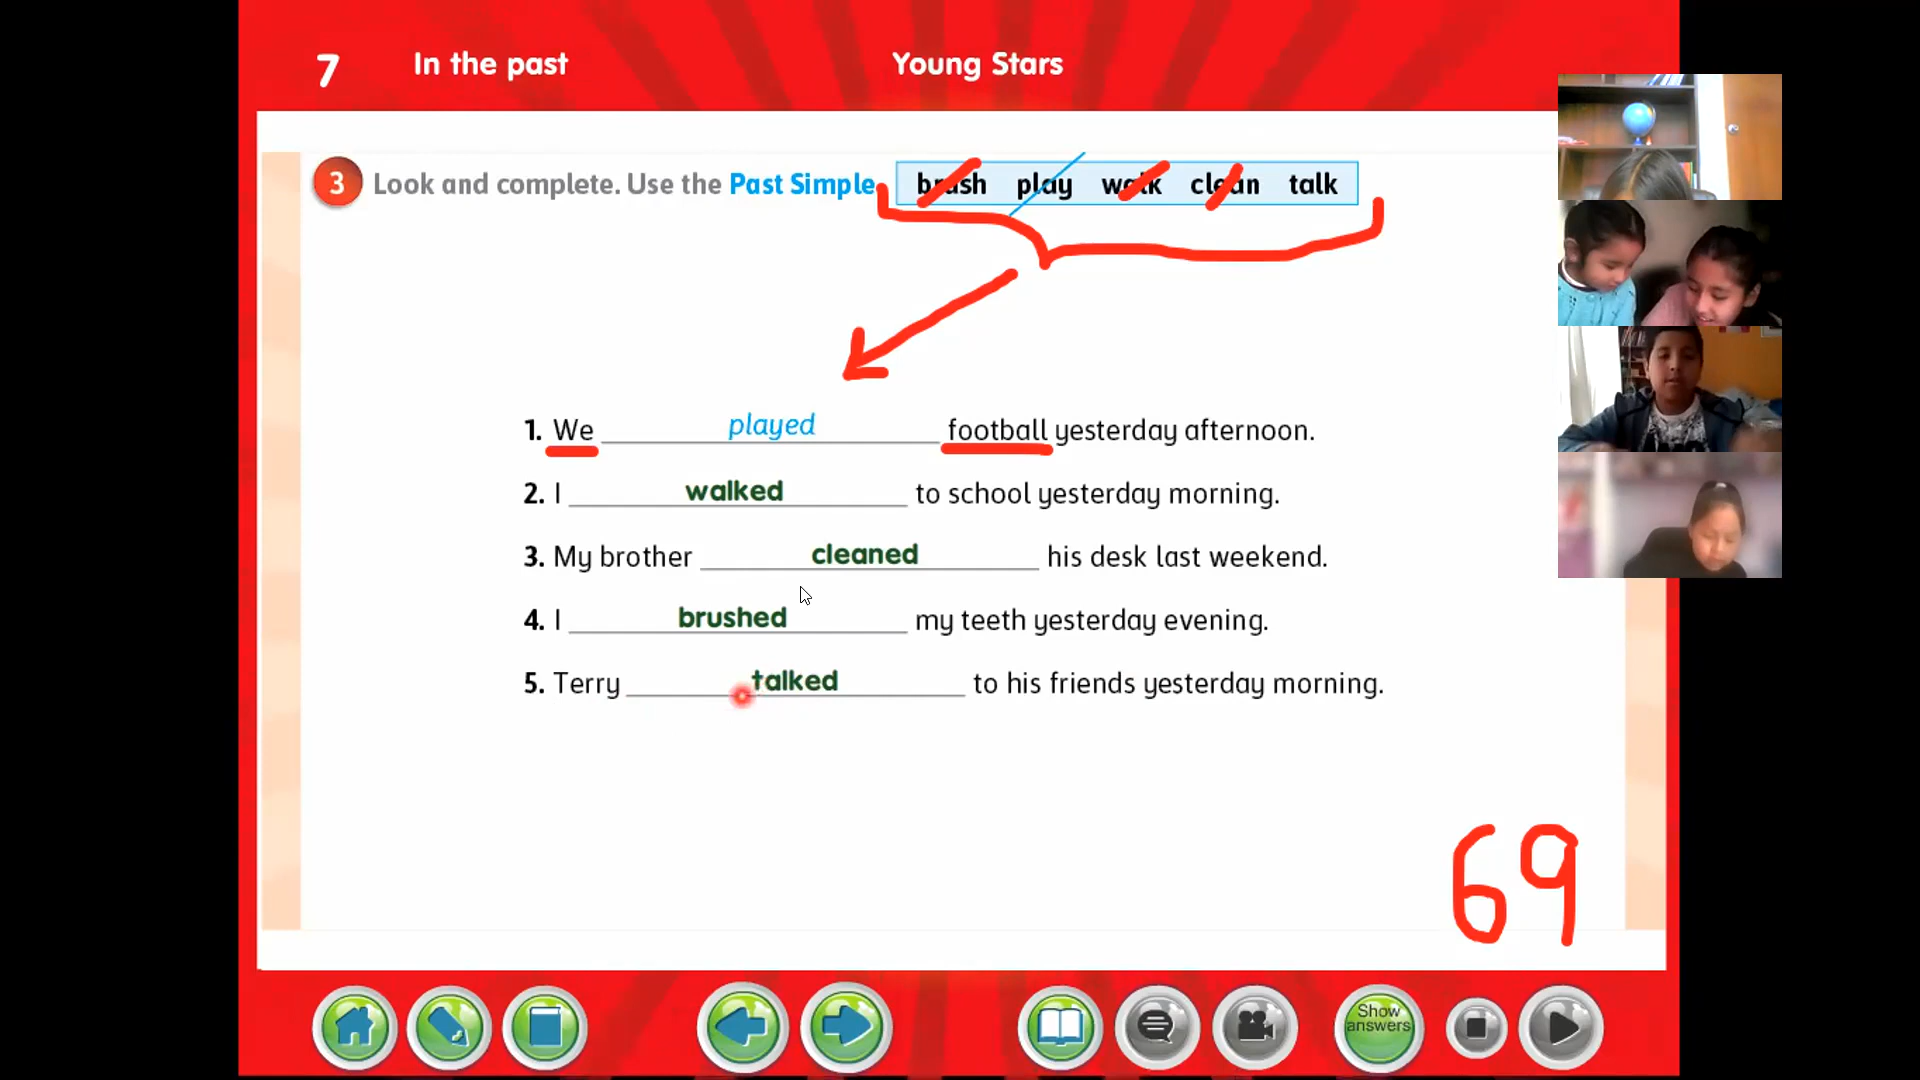 7 In the past Young Stars
3 Look and complete. Use the Past Simple brush play walk clean talk
1. We played football yesterday afternoon.
2. I walked to school yesterday morning.
3. My brother cleaned his desk last weekend.
4. I brushed my teeth yesterday evening.
5. Terry talked to his friends yesterday morning.
69
Show
answers